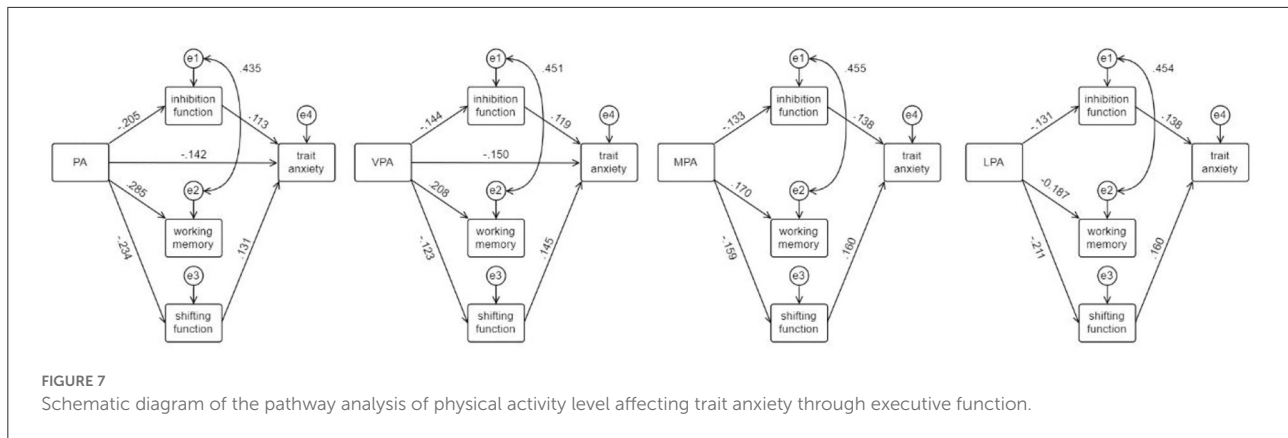 e1
.435
inhibition
function
-.205
.113
e4
PA
-.142
trait
anxiety
.285
e2
working
memory
-.234
.131
e3
shifting
function
e1
.451
inhibition
function
-.144
.119
e4
VPA
-.150
trait
anxiety
.208
e2
working
memory
-.123
.145
e3
shifting
function
e1
.455
inhibition
function
-.133
.138
e4
MPA
trait
anxiety
.170
e2
working
memory
-.159
.160
e3
shifting
function
e1
.454
inhibition
function
-.131
.138
e4
LPA
trait
anxiety
-0.187
e2
working
memory
-.211
.160
e3
shifting
function
FIGURE 7
Schematic diagram of the pathway analysis of physical activity level affecting trait anxiety through executive function.